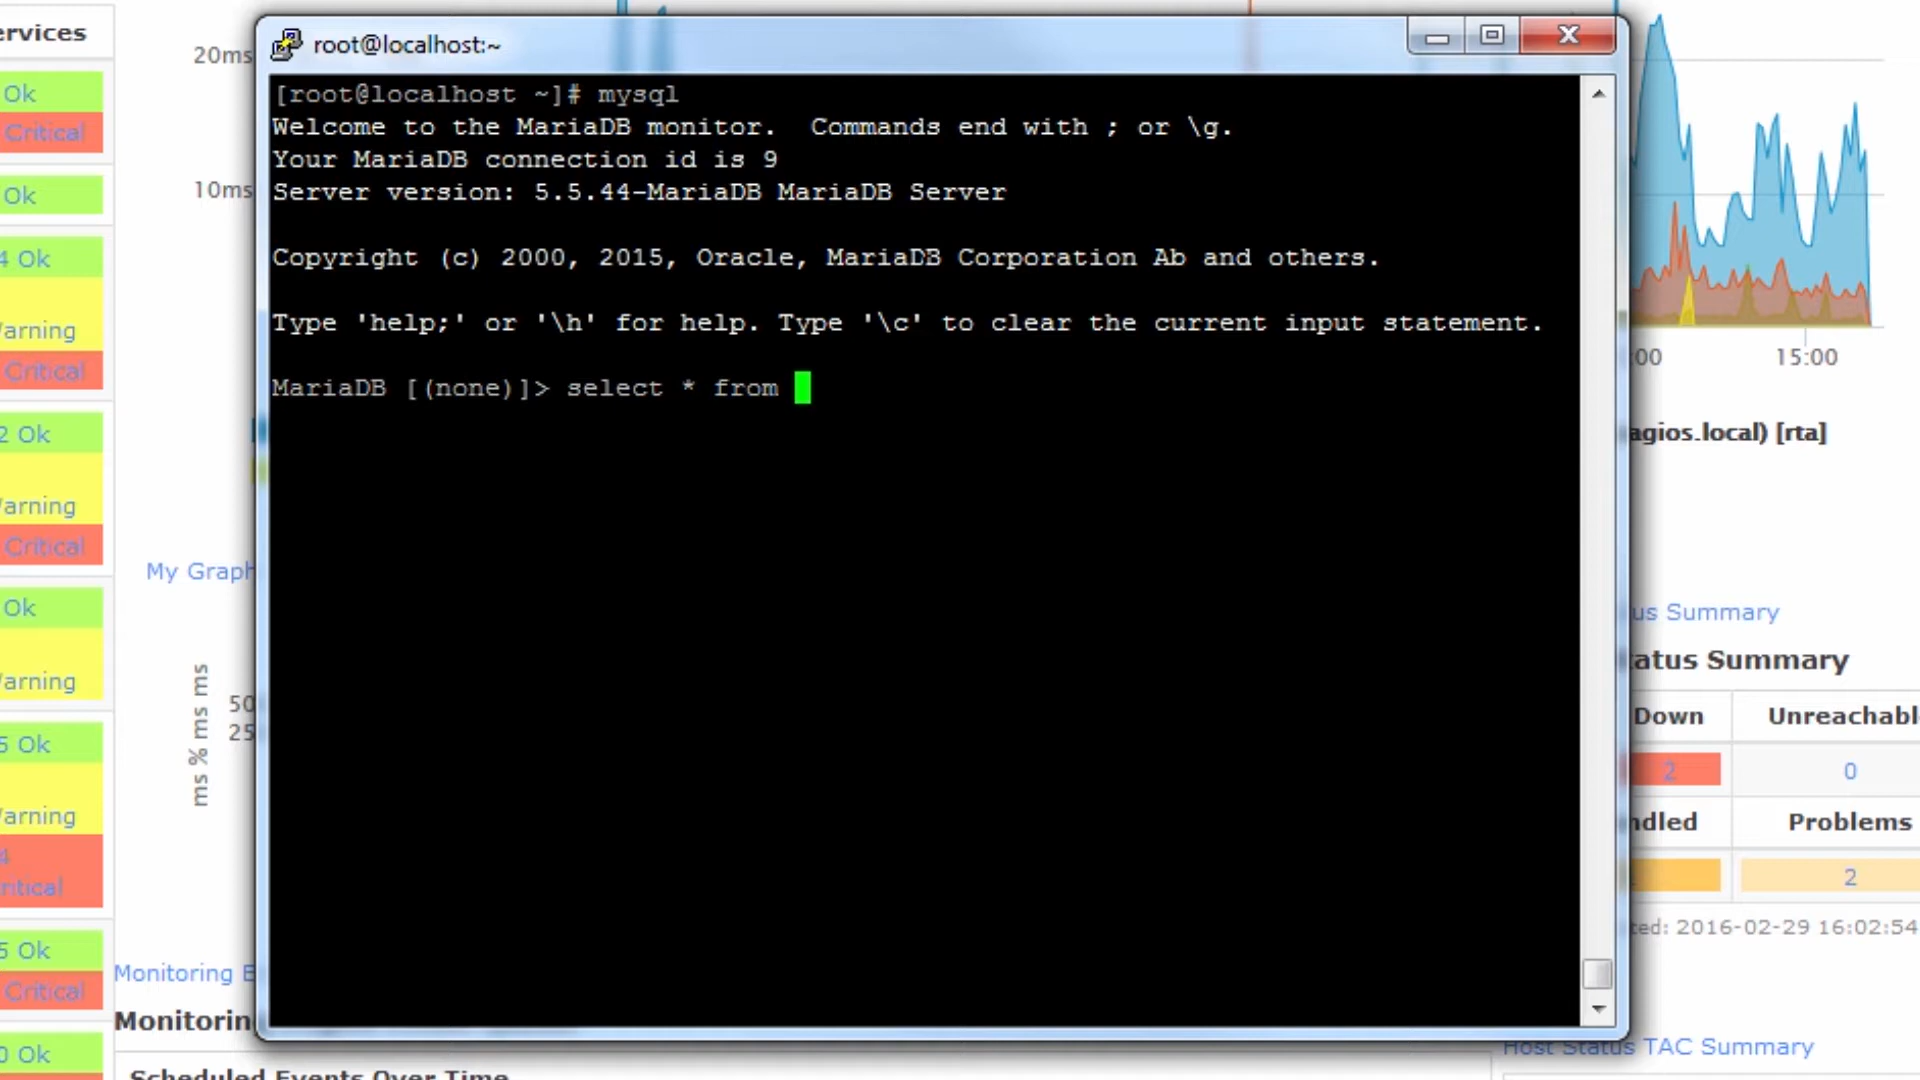 root@localhost:~
[root@localhost ~]# mysql
Welcome to the MariaDB monitor.  Commands end with ; or \g.
Your MariaDB connection id is 9
Server version: 5.5.44-MariaDB MariaDB Server
Copyright (c) 2000, 2015, Oracle, MariaDB Corporation Ab and others.
Type 'help;' or '\h' for help. Type '\c' to clear the current input statement.
MariaDB [(none)]> select * from
ervices
Ok
Critical
Ok
4 Ok
arning
Critical
2 Ok
arning
Critical
Ok
arning
5 Ok
arning
4
ritical
5 Ok
Critical
0 Ok
20ms
10ms
My Graph
ms % ms ms
50
25
Monitoring E
Monitorin
Scheduled Events Over Time
:00
15:00
agios.local) [rta]
us Summary
atus Summary
Down
Unreachabl
2
0
ndled
Problems
2
ted: 2016-02-29 16:02:54
Host Status TAC Summary